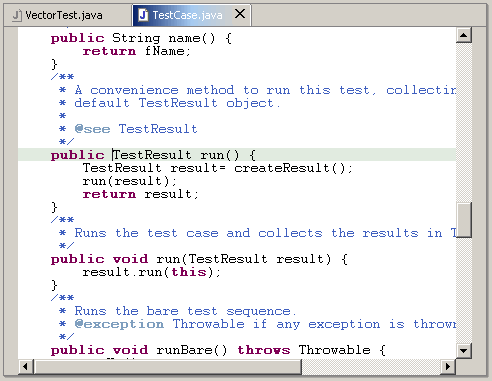 VectorTest.java TestCase.java
public String name() {
return fName;
}
/**
* A convenience method to run this test, collectin
* default TestResult object.
*
* @see TestResult
*/
public TestResult run() {
TestResult result= createResult();
run(result);
return result;
}
/**
* Runs the test case and collects the results in T
*/
public void run(TestResult result) {
result.run(this);
}
/**
* Runs the bare test sequence.
* @exception Throwable if any exception is thrown
*/
public void runBare() throws Throwable {